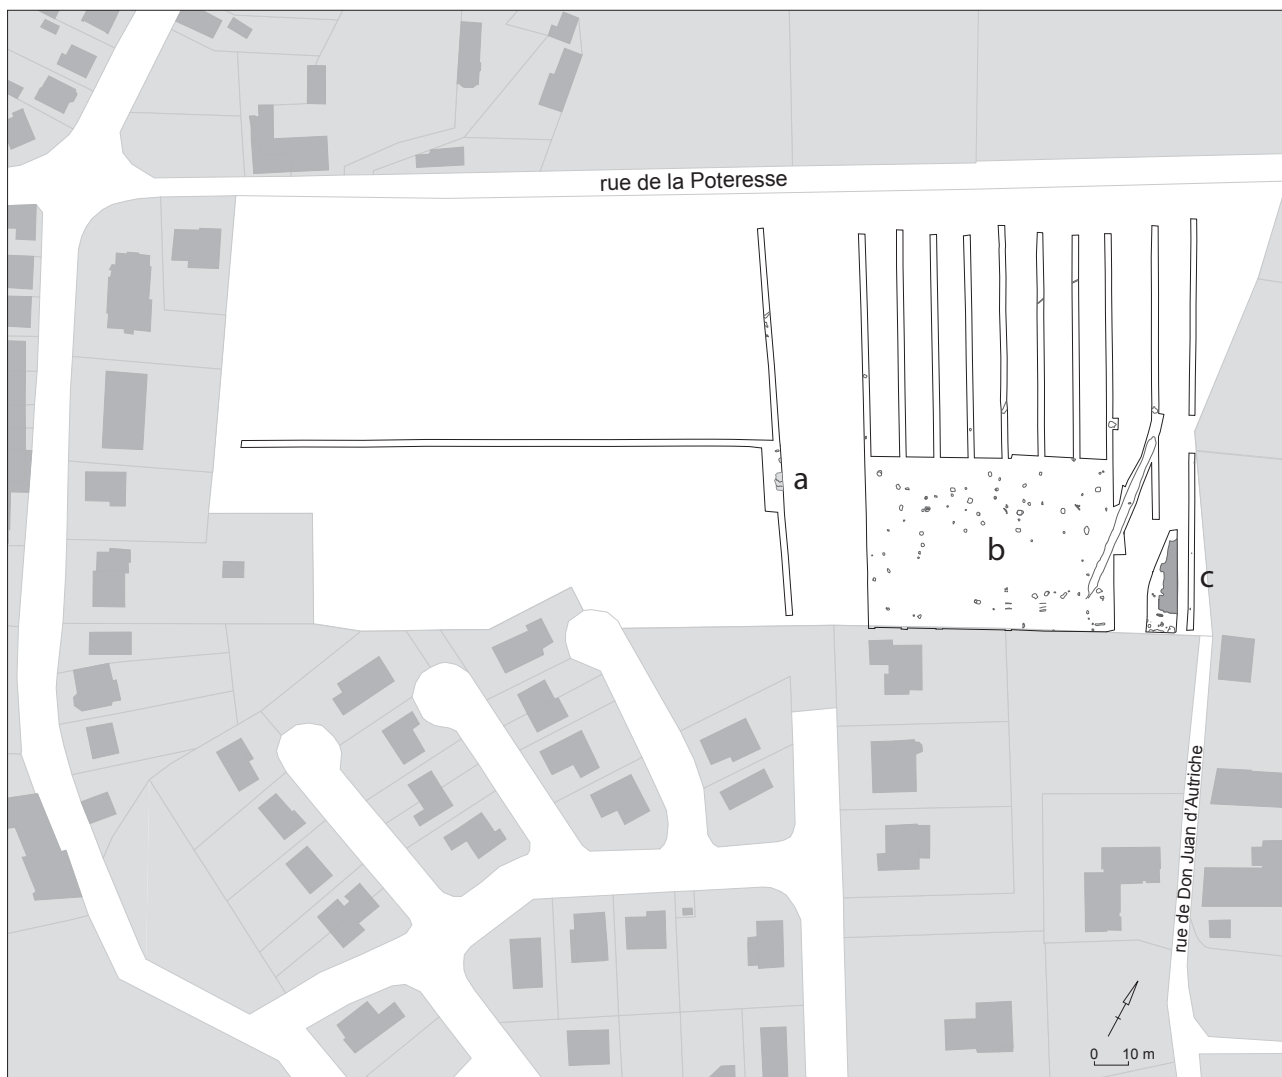 rue de la Poteresse
a
b
c
rue de Don Juan d'Autriche
0 10 m